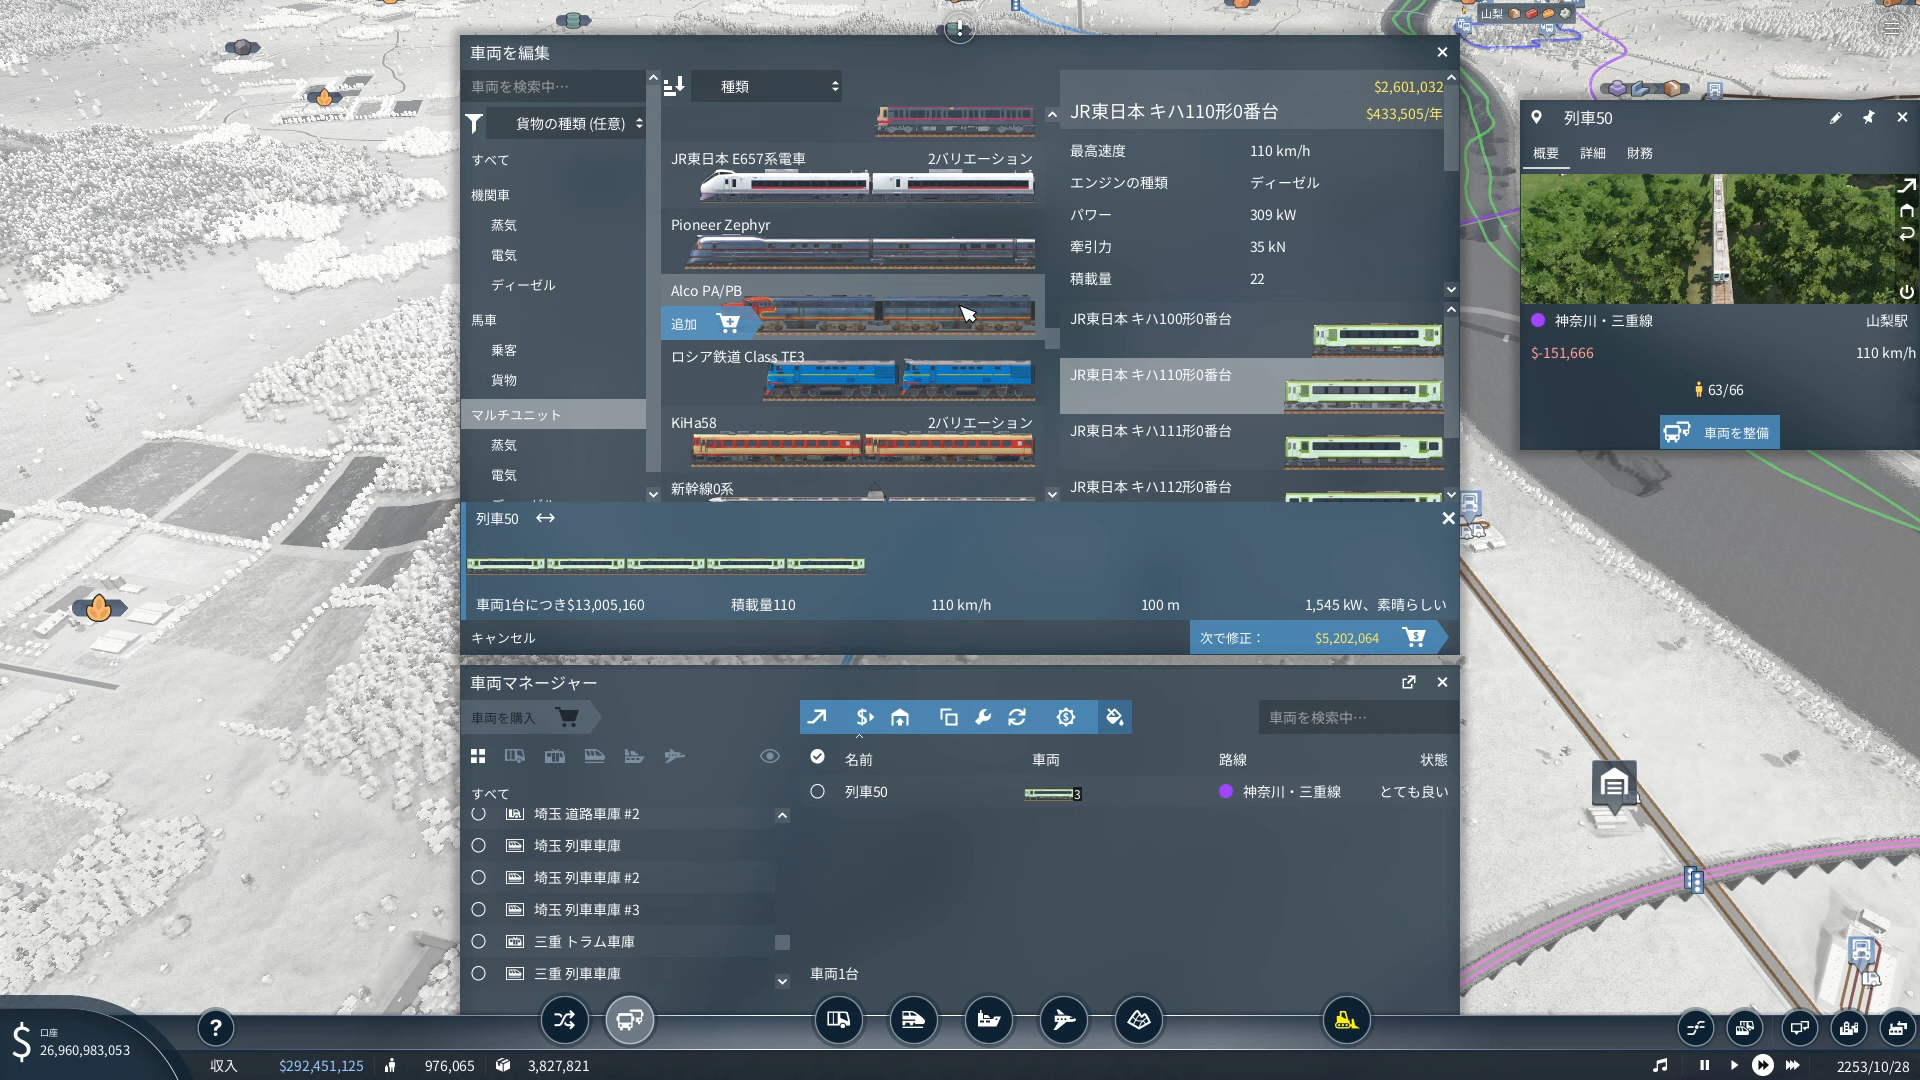 山梨
車両を編集
車両を検索中…
種類
$2,601,032
JR東日本 キハ110形0番台
$433,505/年
貨物の種類 (任意)
すべて
機関車
蒸気
電気
ディーゼル
馬車
乗客
貨物
マルチユニット
蒸気
電気
JR東日本 E657系電車
2バリエーション
Pioneer Zephyr
Alco PA/PB
追加
ロシア鉄道 Class TE3
KiHa58
2バリエーション
新幹線0系
最高速度
110 km/h
エンジンの種類
ディーゼル
パワー
309 kW
牽引力
35 kN
積載量
22
JR東日本 キハ100形0番台
JR東日本 キハ110形0番台
JR東日本 キハ111形0番台
JR東日本 キハ112形0番台
列車50
概要
詳細
財務
神奈川・三重線
山梨駅
$-151,666
110 km/h
63/66
車両を整備
列車50
車両1台につき$13,005,160
積載量110
110 km/h
100 m
1,545 kW、素晴らしい
キャンセル
次で修正：
$5,202,064
車両マネージャー
車両を購入
車両を検索中…
すべて
埼玉 道路車庫 #2
埼玉 列車車庫
埼玉 列車車庫 #2
埼玉 列車車庫 #3
三重 トラム車庫
三重 列車車庫
名前
車両
路線
状態
列車50
3
神奈川・三重線
とても良い
車両1台
口座
26,960,983,053
収入
$292,451,125
976,065
3,827,821
2253/10/28